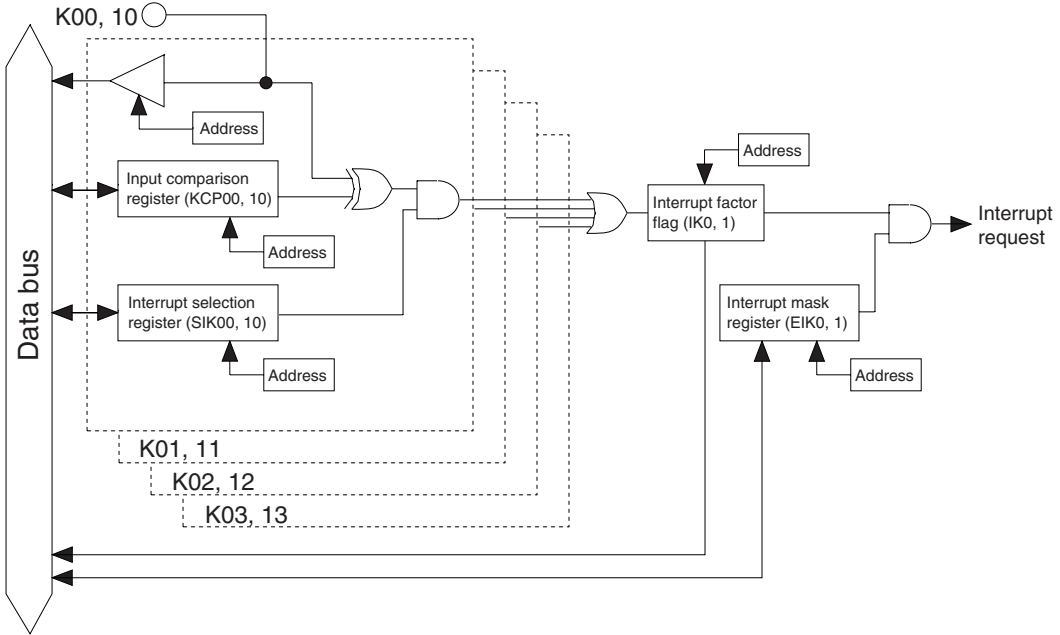 K00, 10
Address
Input comparison
register (KCP00, 10)
Address
Interrupt selection
register (SIK00, 10)
Address
K01, 11
K02, 12
K03, 13
Data bus
Address
Interrupt factor
flag (IK0, 1)
Interrupt
request
Interrupt mask
register (EIK0, 1)
Address